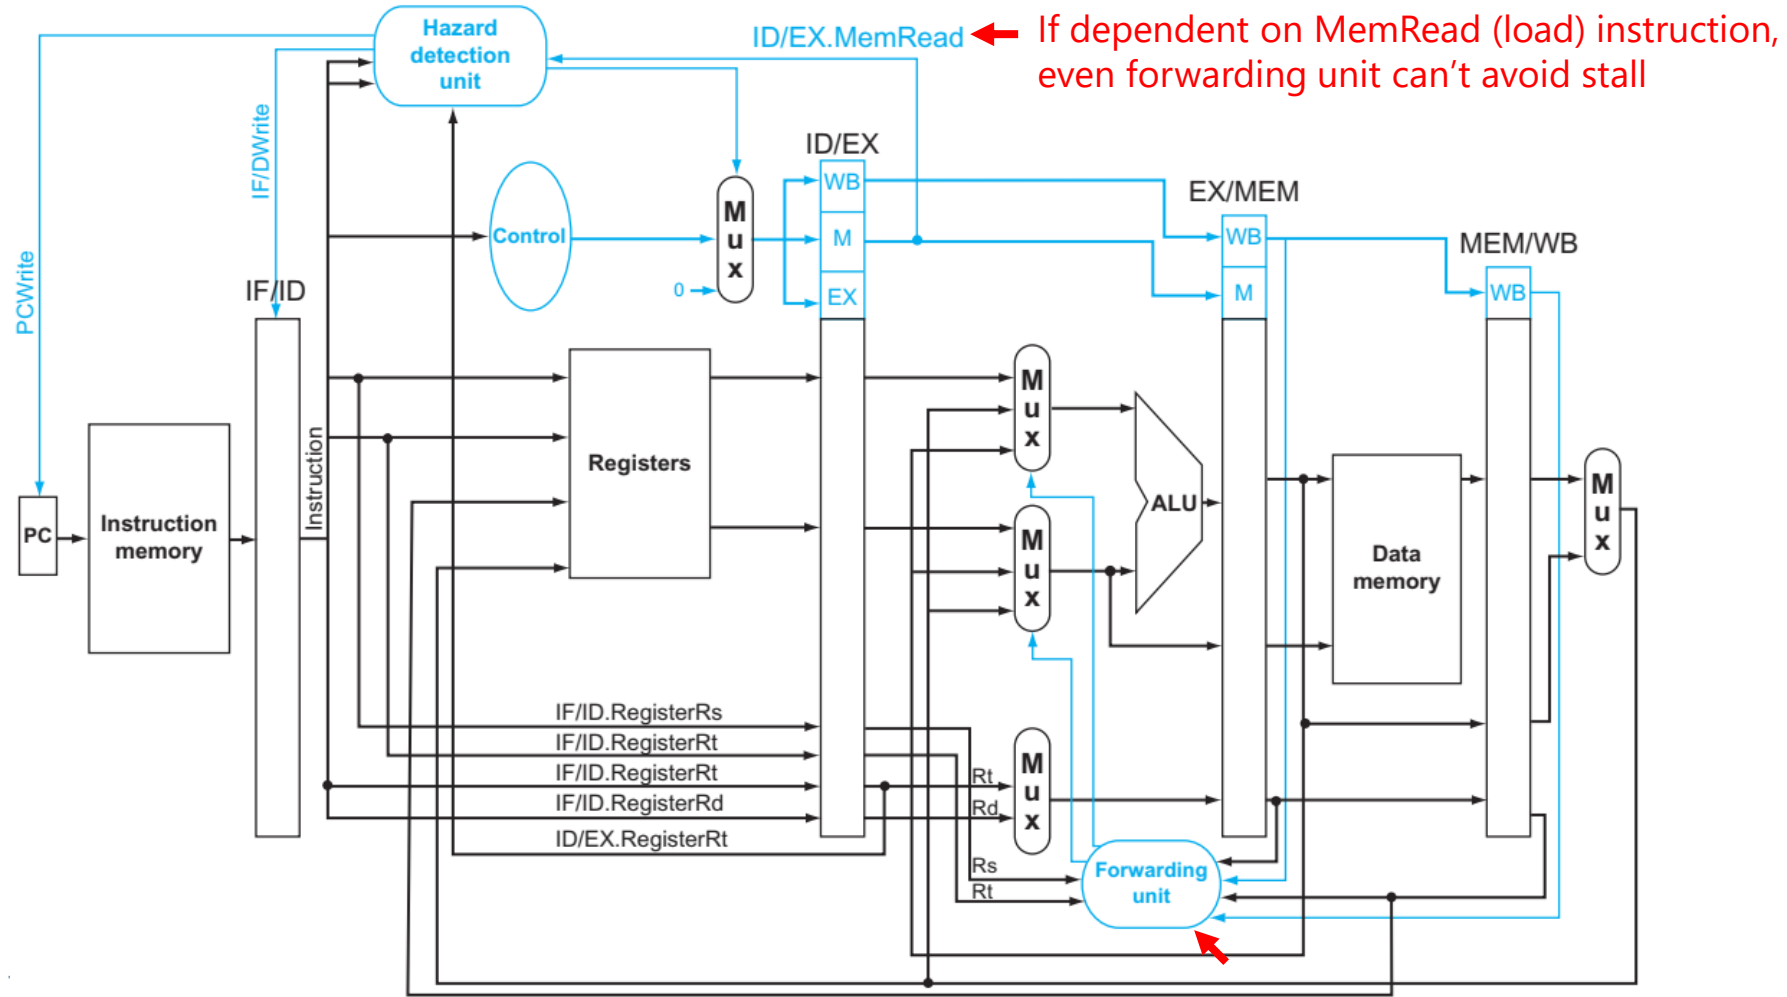 Hazard
detection
unit
ID/EX.MemRead
If dependent on MemRead (load) instruction,
even forwarding unit can't avoid stall
IF/DWrite
PCWrite
ID/EX
WB
M
EX
Control
M
u
x
0
EX/MEM
WB
M
MEM/WB
WB
IF/ID
PC
Instruction
memory
Instruction
Registers
M
u
x
M
u
x
ALU
Data
memory
M
u
x
IF/ID.RegisterRs
IF/ID.RegisterRt
IF/ID.RegisterRt
IF/ID.RegisterRd
ID/EX.RegisterRt
Rt
Rd
M
u
x
Rs
Rt
Forwarding
unit